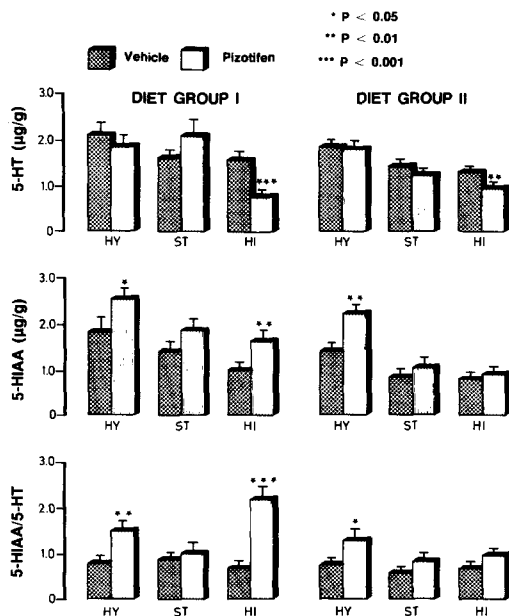 * P < 0.05
** P < 0.01
*** P < 0.001
Vehicle Pizotifen
DIET GROUP I DIET GROUP II
5-HT (µg/g)
3.0
2.0
1.0
0
***
**
HY ST HI HY ST HI
5-HIAA (µg/g)
3.0
2.0
1.0
0
*
**
**
HY ST HI HY ST HI
5-HIAA/5-HT
3.0
2.0
1.0
0
**
***
*
HY ST HI HY ST HI